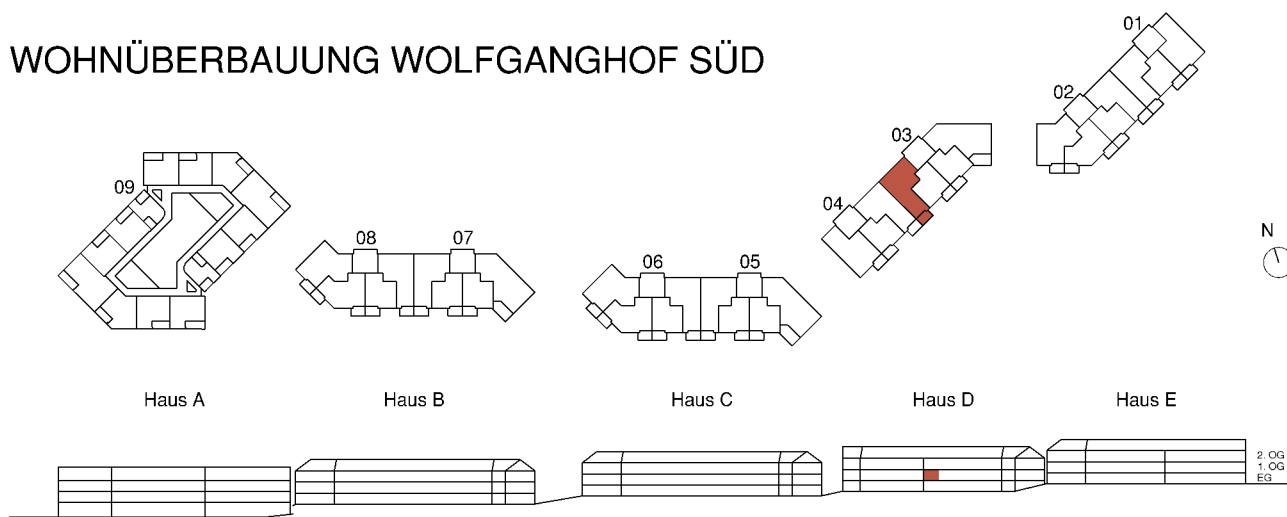 WOHNÜBERBAUUNG WOLFGANGHOF SÜD
01
02
03
04
09
08
07
06
05
N
Haus A
Haus B
Haus C
Haus D
Haus E
2. OG
1. OG
EG